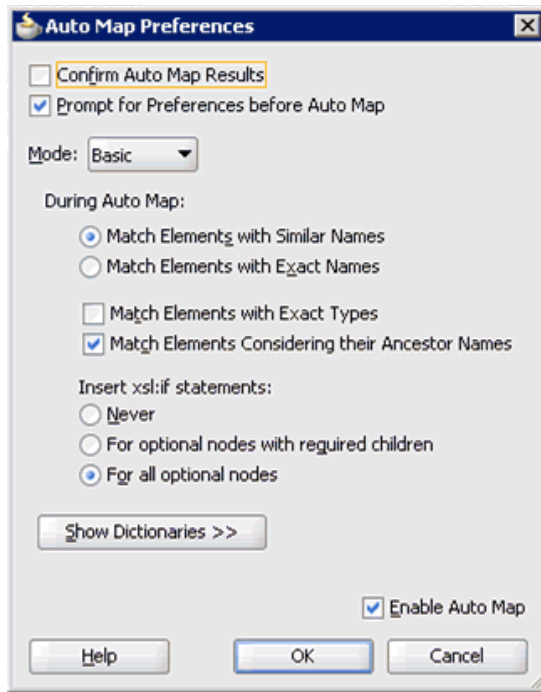 Auto Map Preferences
Confirm Auto Map Results
Prompt for Preferences before Auto Map
Mode: Basic
During Auto Map:
Match Elements with Similar Names
Match Elements with Exact Names
Match Elements with Exact Types
Match Elements Considering their Ancestor Names
Insert xsl:if statements:
Never
For optional nodes with required children
For all optional nodes
Show Dictionaries >>
Enable Auto Map
Help OK Cancel